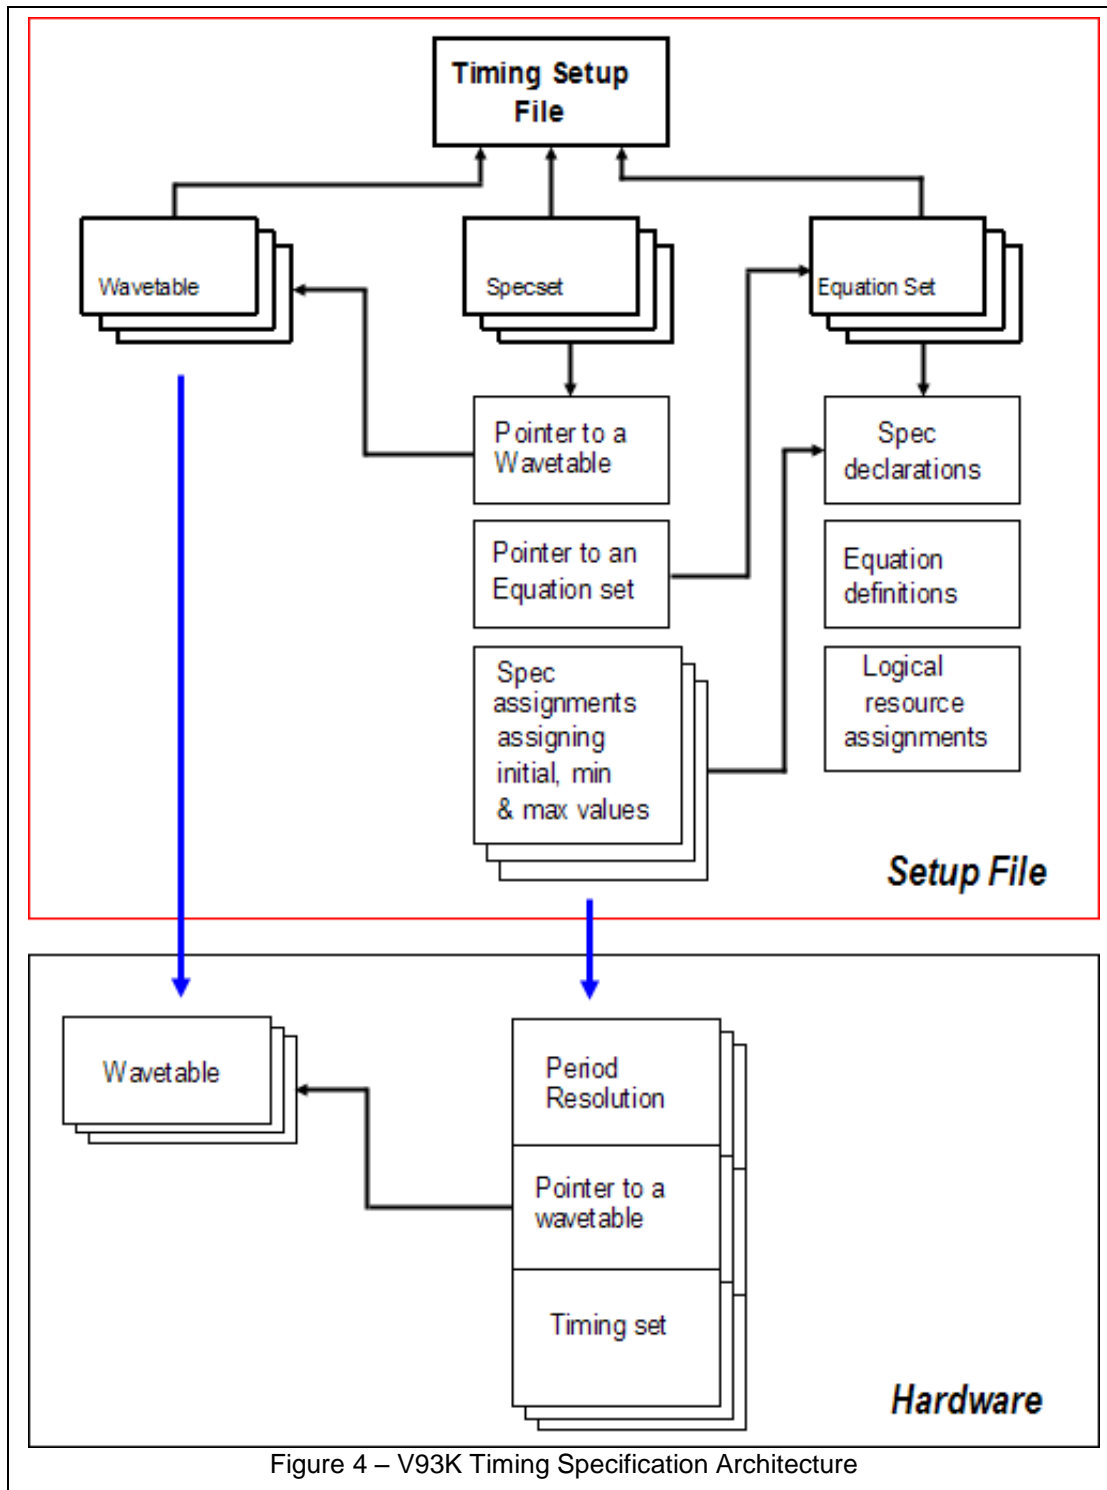 Timing Setup
File
Wavetable
Specset
Equation Set
Pointer to a
Wavetable
Spec
declarations
Pointer to an
Equation set
Equation
definitions
Spec
assignments
assigning
initial, min
& max values
Logical
resource
assignments
Setup File
Wavetable
Period
Resolution
Pointer to a
wavetable
Timing set
Hardware
Figure 4 – V93K Timing Specification Architecture